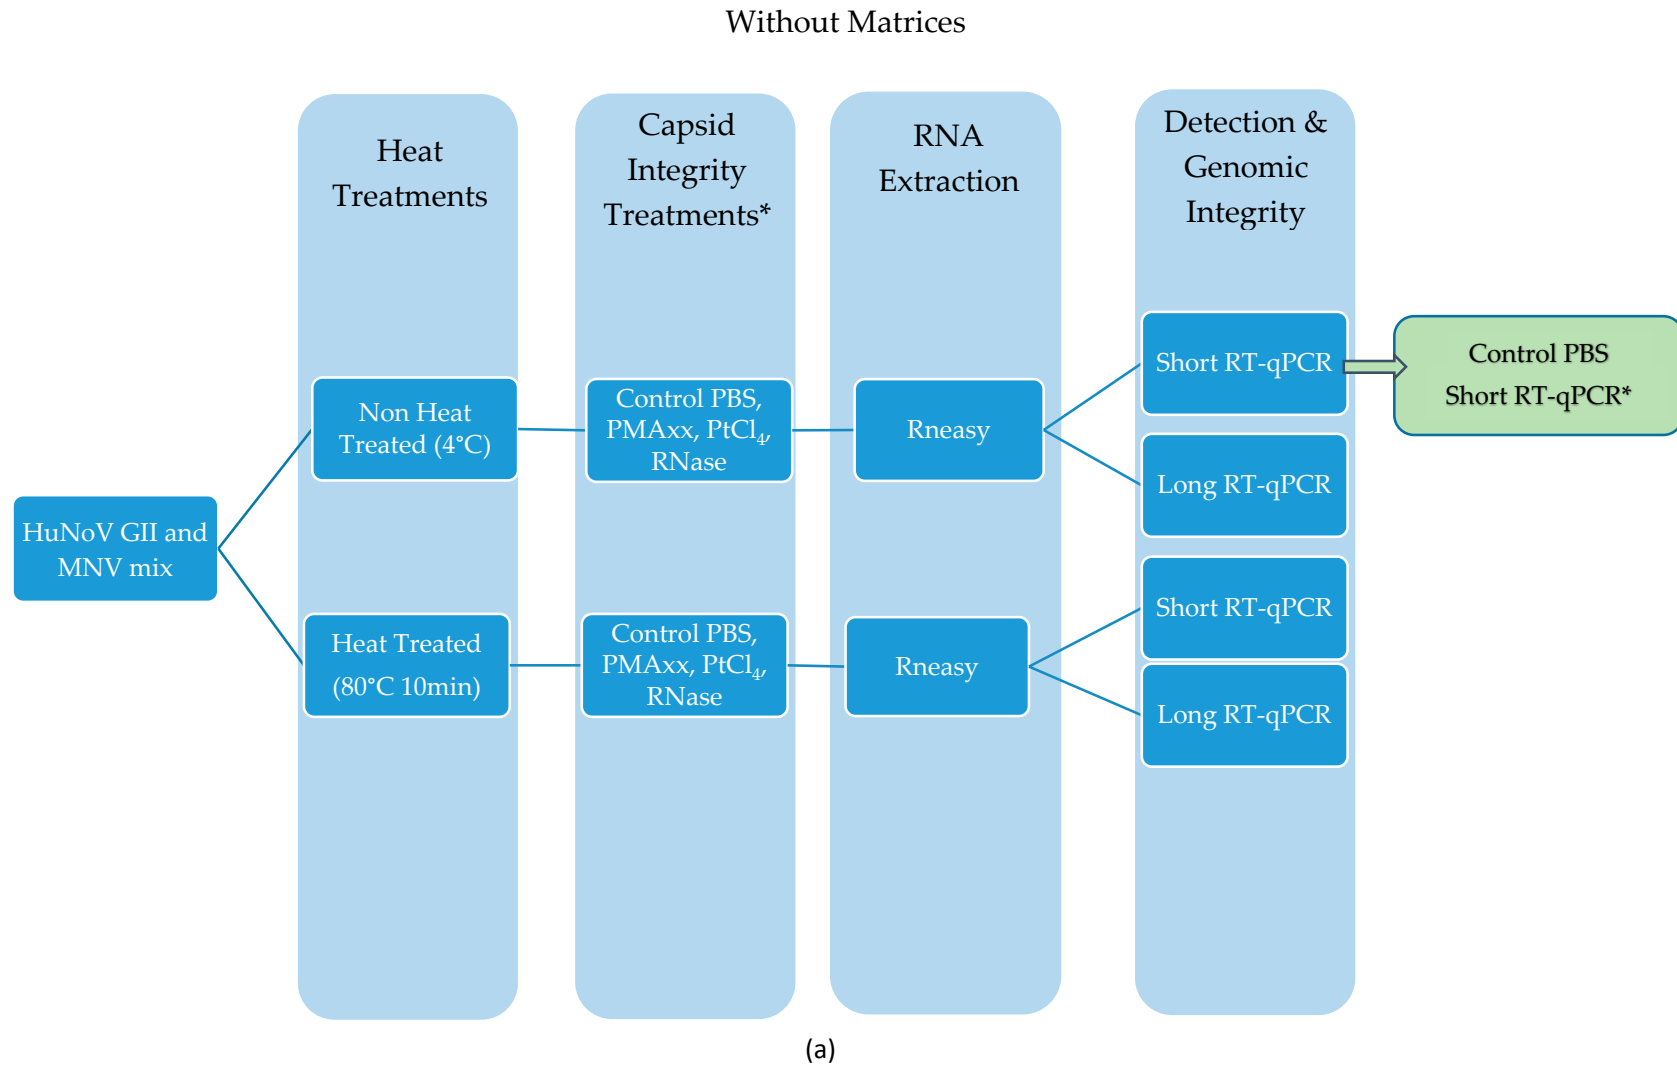 Without Matrices
Heat
Treatments
Capsid
Integrity
Treatments*
RNA
Extraction
Detection &
Genomic
Integrity
HuNoV GII and
MNV mix
Non Heat
Treated (4°C)
Control PBS,
PMAxx, PtCl₄,
RNase
Rneasy
Short RT-qPCR
Long RT-qPCR
Control PBS
Short RT-qPCR*
Heat Treated
(80°C 10min)
Control PBS,
PMAxx, PtCl₄,
RNase
Rneasy
Short RT-qPCR
Long RT-qPCR
(a)